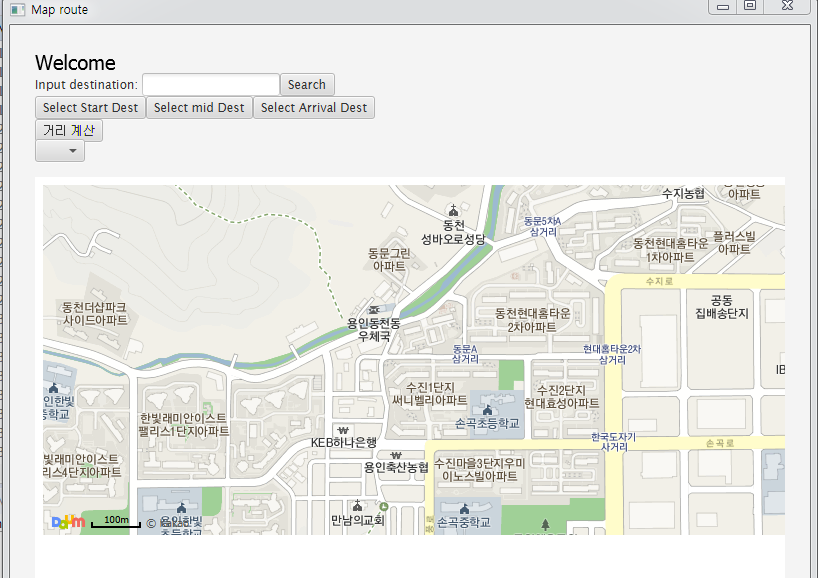 Map route
Welcome
Input destination:
Search
Select Start Dest
Select mid Dest
Select Arrival Dest
거리 계산
수지농협
동천
성바오로성당
동문5차A
삼거리
동천현대홈타운
1차아파트
플러스빌
아파트
동문그린
아파트
수지로
공동
집배송단지
동천더샵파크
사이드아파트
용인동천동
우체국
동천현대홈타운
2차아파트
동문A
삼거리
현대홈타운2차
삼거리
수진1단지
써니벨리아파트
수진2단지
현대효성아파트
인한빛
등학교
한빛래미안이스트
팰리스1단지아파트
손곡초등학교
한국도자기
사거리
손곡로
KEB하나은행
용인축산농협
빛래미안이스트
리스4단지아파트
수진마을3단지우미
이노스빌아파트
만남의교회
손곡중학교
용인한빛
초등학교
Daum
100m
© kakao